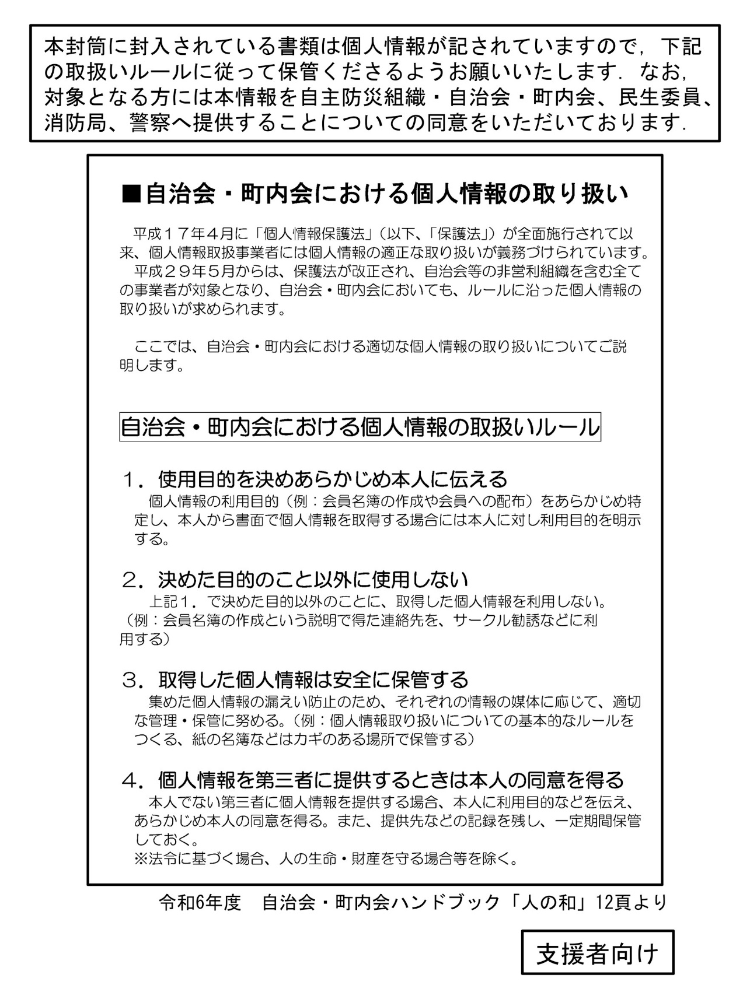 本封筒に封入されている書類は個人情報が記されていますので，下記
の取扱いルールに従って保管くださるようお願いいたします．なお，
対象となる方には本情報を自主防災組織・自治会・町内会、民生委員、
消防局、警察へ提供することについての同意をいただいております．
■自治会・町内会における個人情報の取り扱い
平成１７年４月に「個人情報保護法」（以下、「保護法」）が全面施行されて以
来、個人情報取扱事業者には個人情報の適正な取り扱いが義務づけられています。
平成２９年５月からは、保護法が改正され、自治会等の非営利組織を含む全て
の事業者が対象となり、自治会・町内会においても、ルールに沿った個人情報の
取り扱いが求められます。
ここでは、自治会・町内会における適切な個人情報の取り扱いについてご説
明します。
自治会・町内会における個人情報の取扱いルール
１．使用目的を決めあらかじめ本人に伝える
個人情報の利用目的（例：会員名簿の作成や会員への配布）をあらかじめ特
定し、本人から書面で個人情報を取得する場合には本人に対し利用目的を明示
する。
２．決めた目的のこと以外に使用しない
上記１．で決めた目的以外のことに、取得した個人情報を利用しない。
（例：会員名簿の作成という説明で得た連絡先を、サークル勧誘などに利
用する）
３．取得した個人情報は安全に保管する
集めた個人情報の漏えい防止のため、それぞれの情報の媒体に応じて、適切
な管理・保管に努める。（例：個人情報取り扱いについての基本的なルールを
つくる、紙の名簿などはカギのある場所で保管する）
４．個人情報を第三者に提供するときは本人の同意を得る
本人でない第三者に個人情報を提供する場合、本人に利用目的などを伝え、
あらかじめ本人の同意を得る。また、提供先などの記録を残し、一定期間保管
しておく。
※法令に基づく場合、人の生命・財産を守る場合等を除く。
令和6年度　自治会・町内会ハンドブック「人の和」12頁より
支援者向け